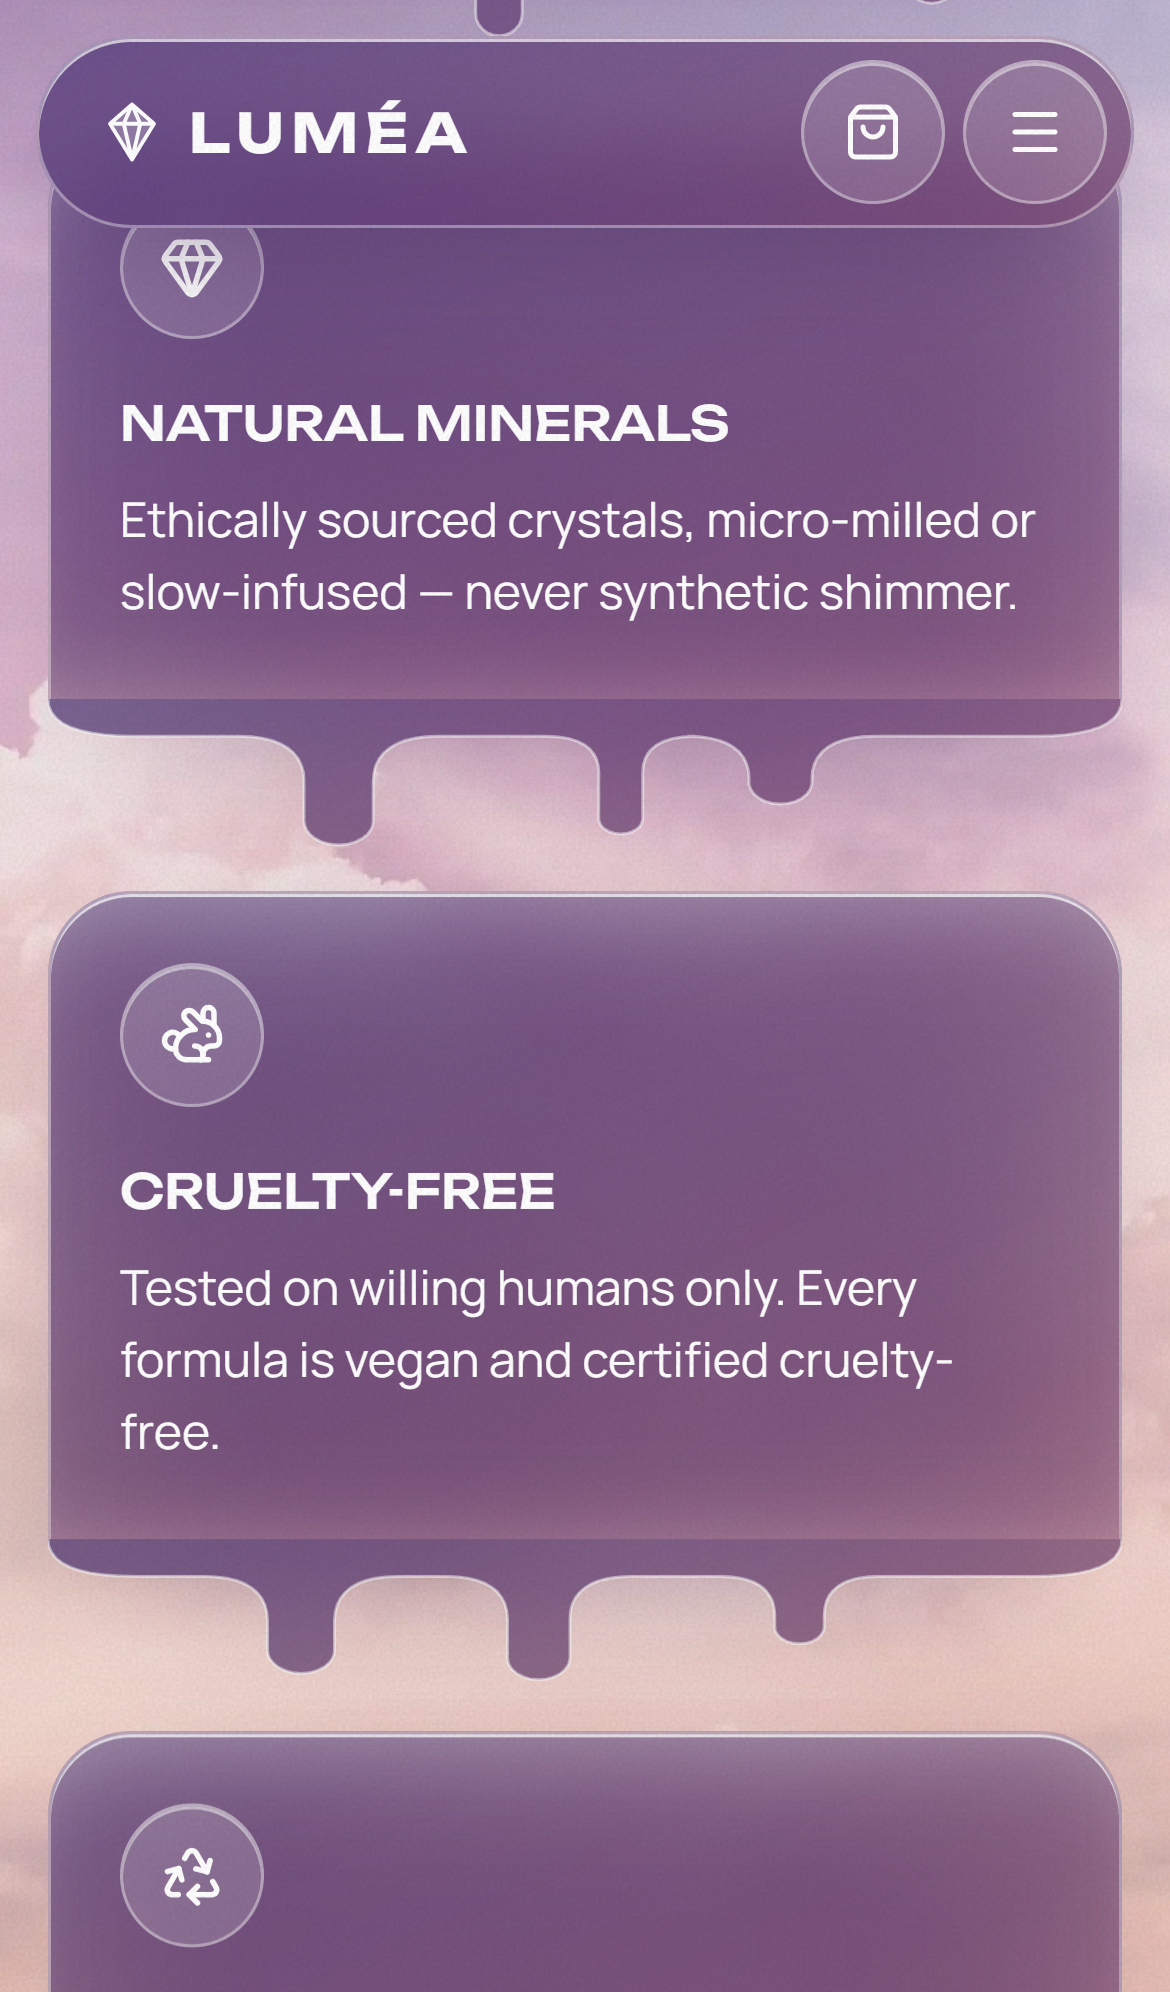 LUMÉA
NATURAL MINERALS
Ethically sourced crystals, micro-milled or
slow-infused — never synthetic shimmer.
CRUELTY-FREE
Tested on willing humans only. Every
formula is vegan and certified cruelty-
free.